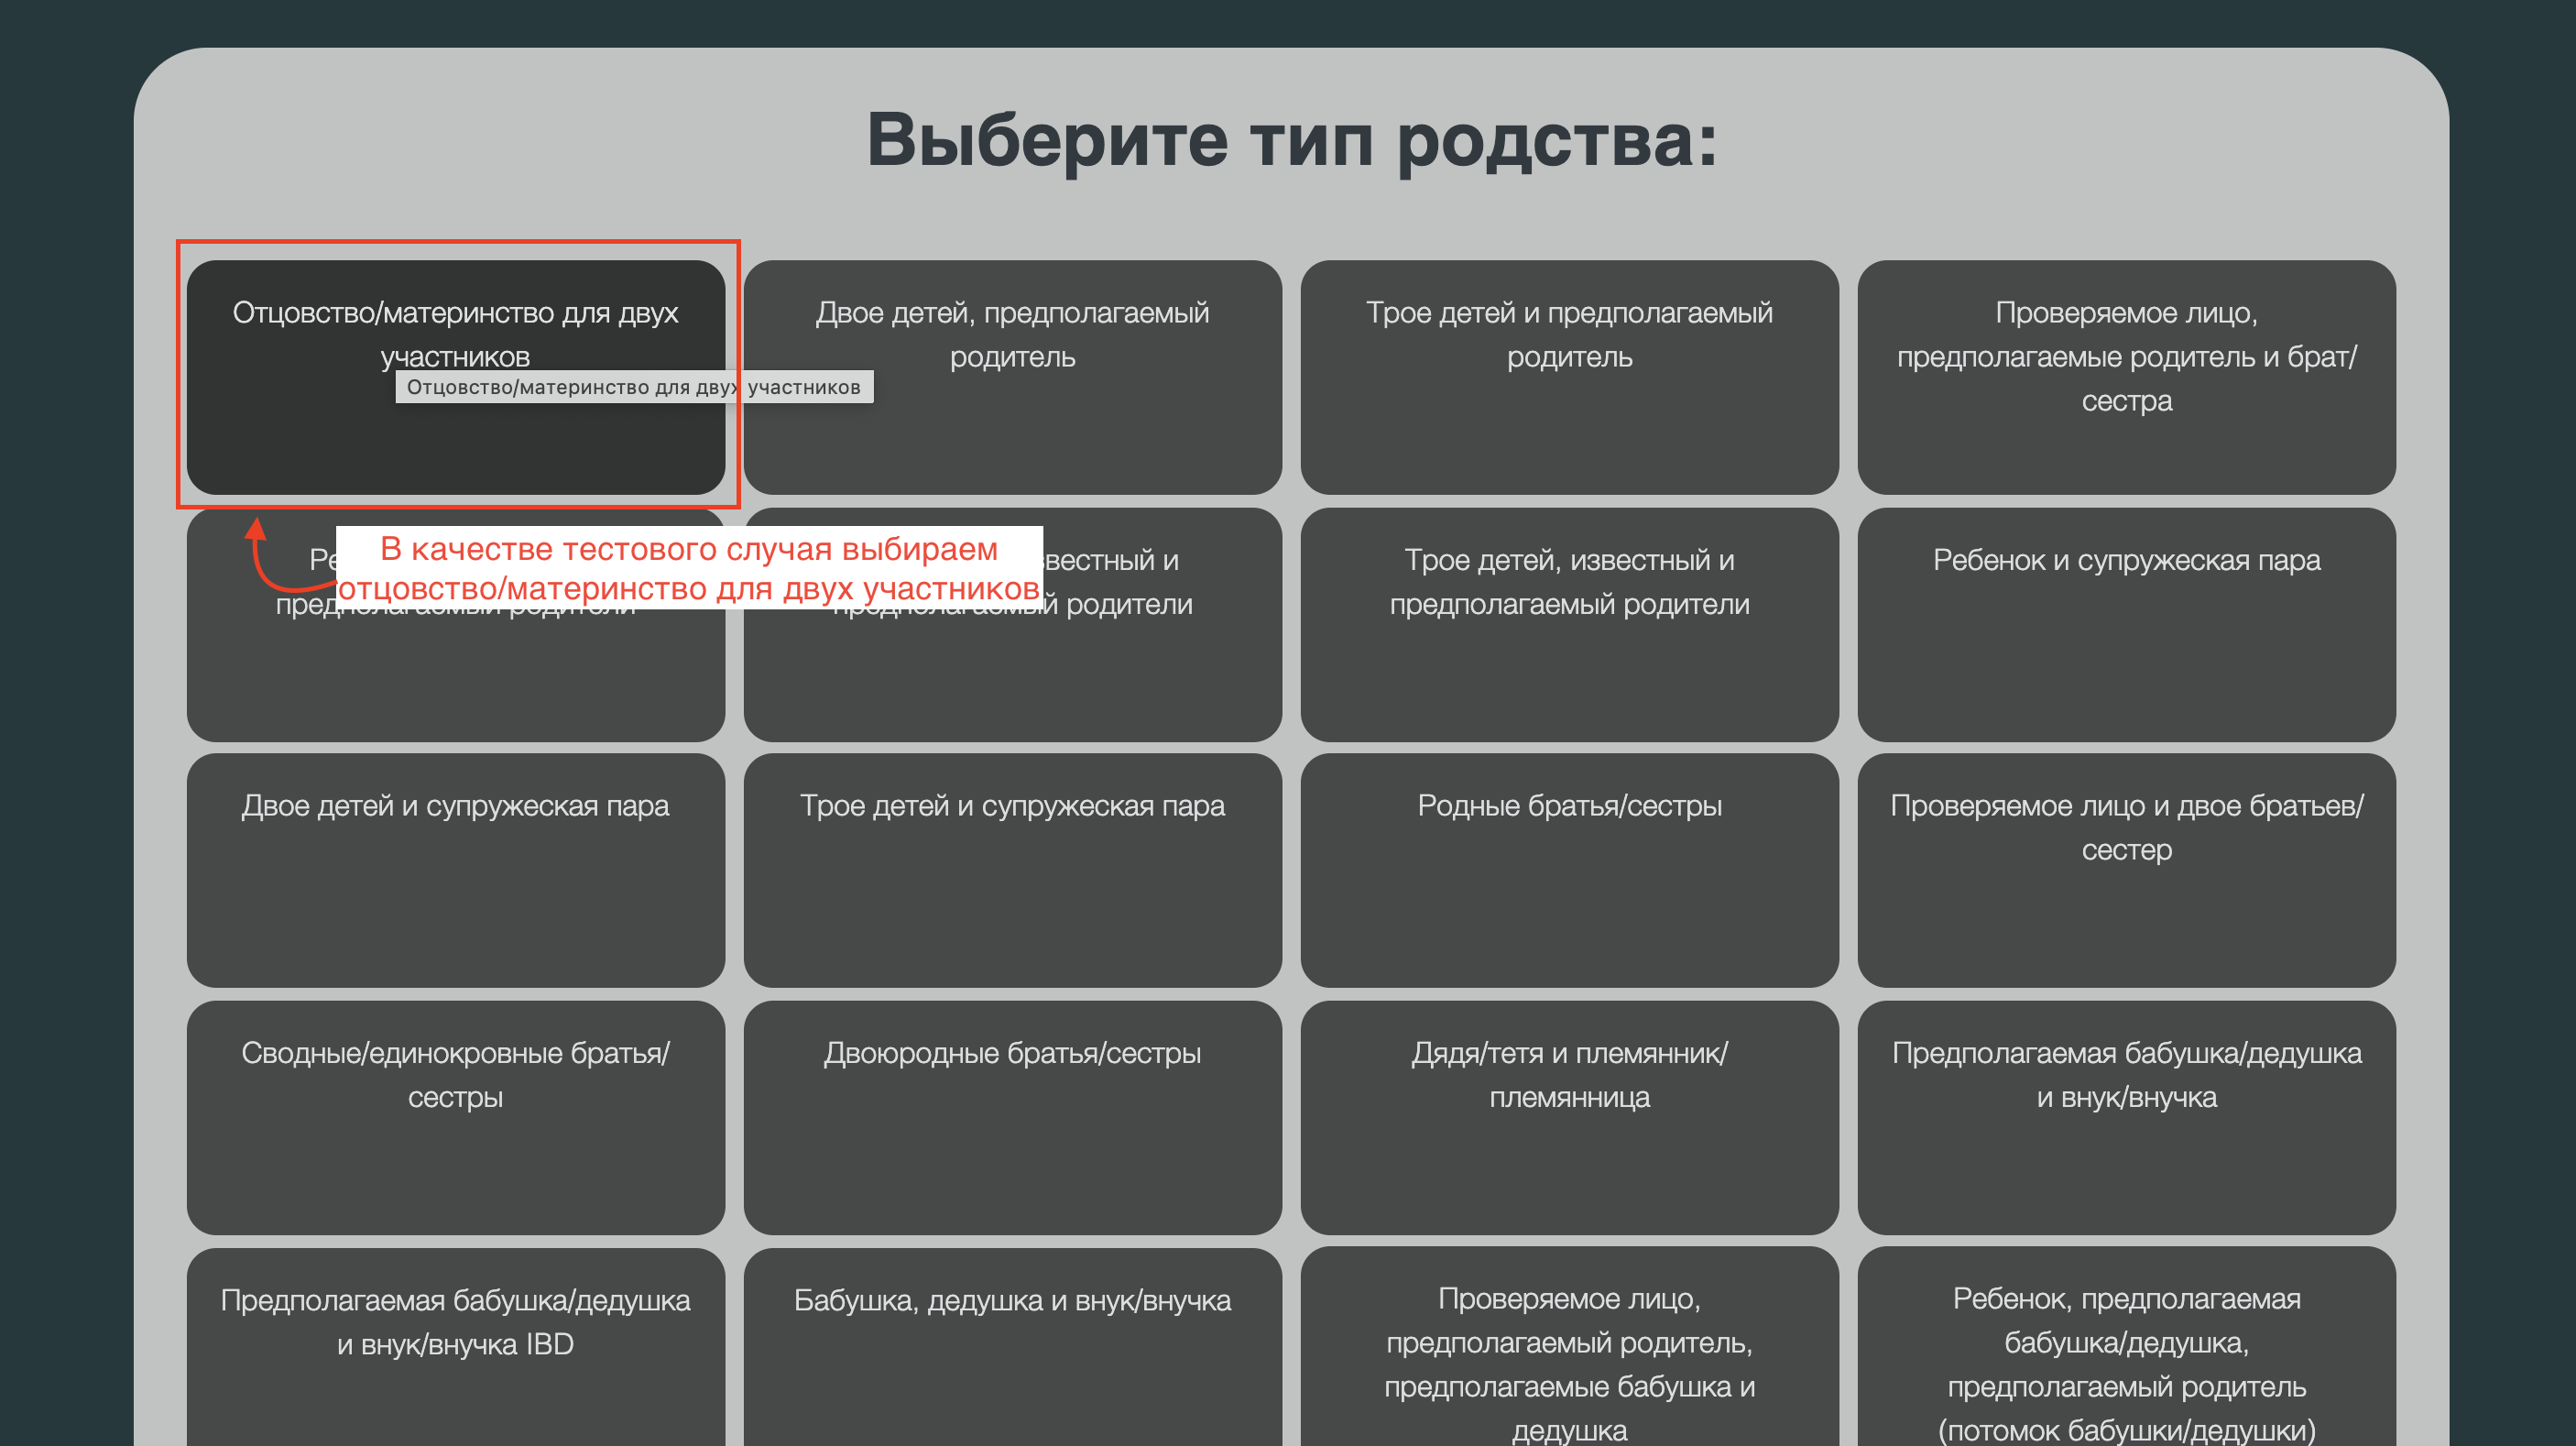 Выберите тип родства:
Отцовство/материнство для двух
участников
Отцовство/материнство для двух участников
Двое детей, предполагаемый
родитель
Трое детей и предполагаемый
родитель
Проверяемое лицо,
предполагаемые родитель и брат/
сестра
В качестве тестового случая выбираем
отцовство/материнство для двух участников
предполагаемый родители
предполагаемый родители
Трое детей, известный и
предполагаемый родители
Ребенок и супружеская пара
Двое детей и супружеская пара
Трое детей и супружеская пара
Родные братья/сестры
Проверяемое лицо и двое братьев/
сестер
Сводные/единокровные братья/
сестры
Двоюродные братья/сестры
Дядя/тетя и племянник/
племянница
Предполагаемая бабушка/дедушка
и внук/внучка
Предполагаемая бабушка/дедушка
и внук/внучка IBD
Бабушка, дедушка и внук/внучка
Проверяемое лицо,
предполагаемый родитель,
предполагаемые бабушка и
дедушка
Ребенок, предполагаемая
бабушка/дедушка,
предполагаемый родитель
(потомок бабушки/дедушки)